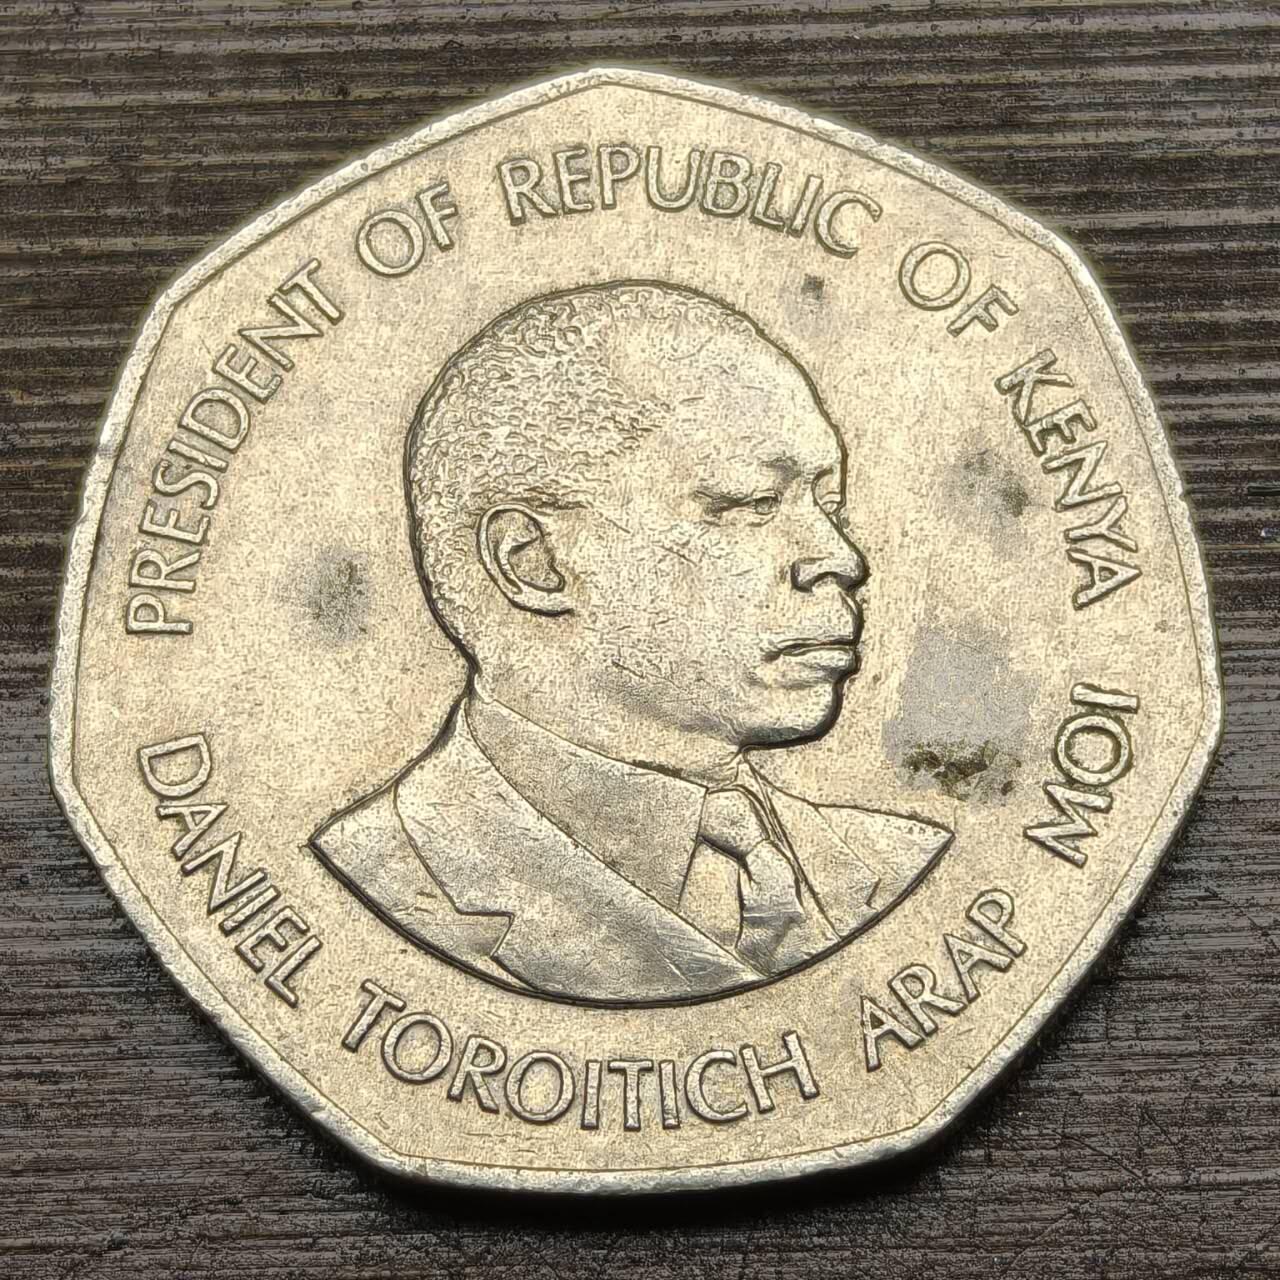 PRESIDENT OF REPUBLIC OF KENYA
DANIEL TOROITICH ARAP MOI